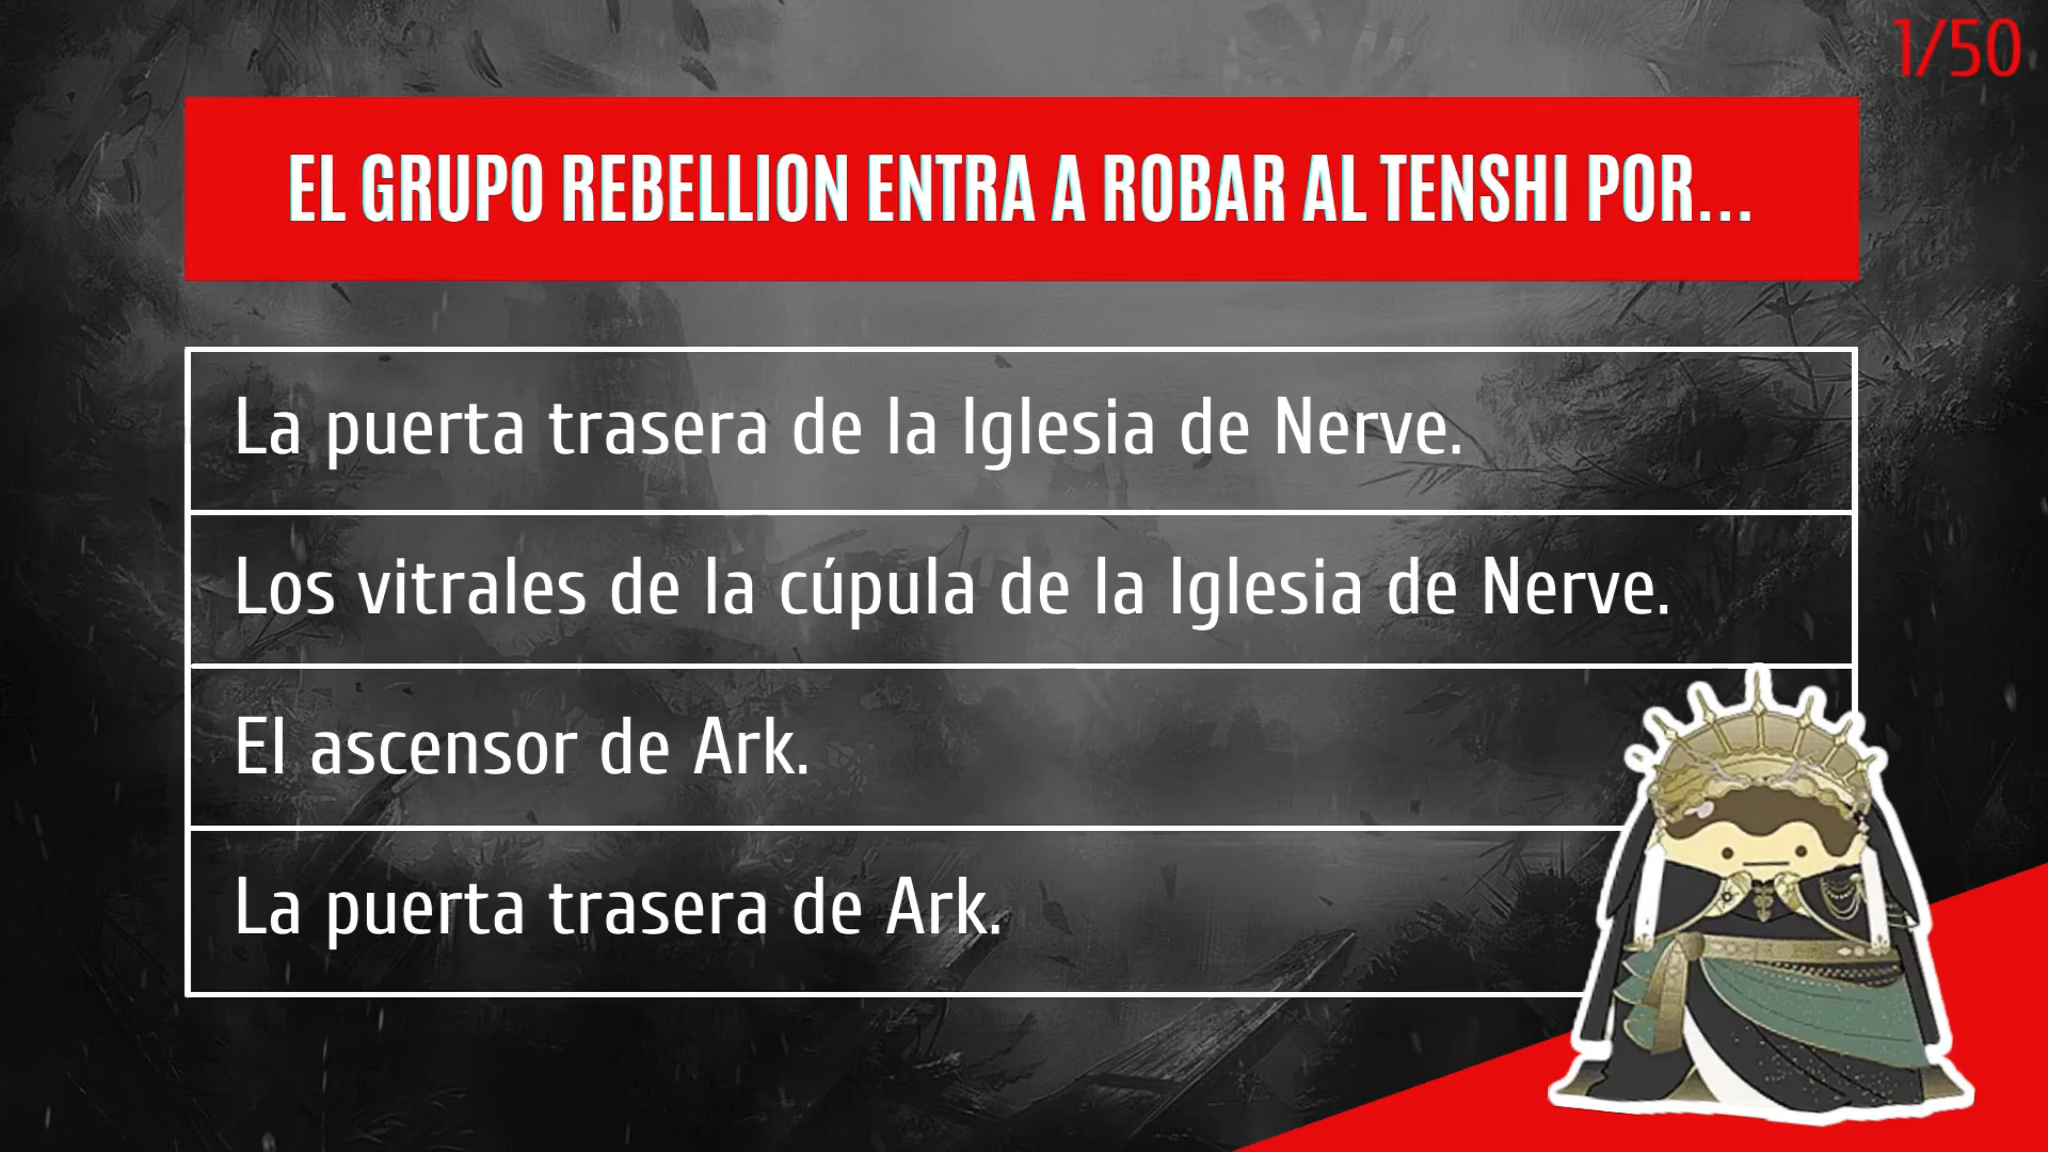 1/50
EL GRUPO REBELLION ENTRA A ROBAR AL TENSHI POR...
La puerta trasera de la Iglesia de Nerve.
Los vitrales de la cúpula de la Iglesia de Nerve.
El ascensor de Ark.
La puerta trasera de Ark.